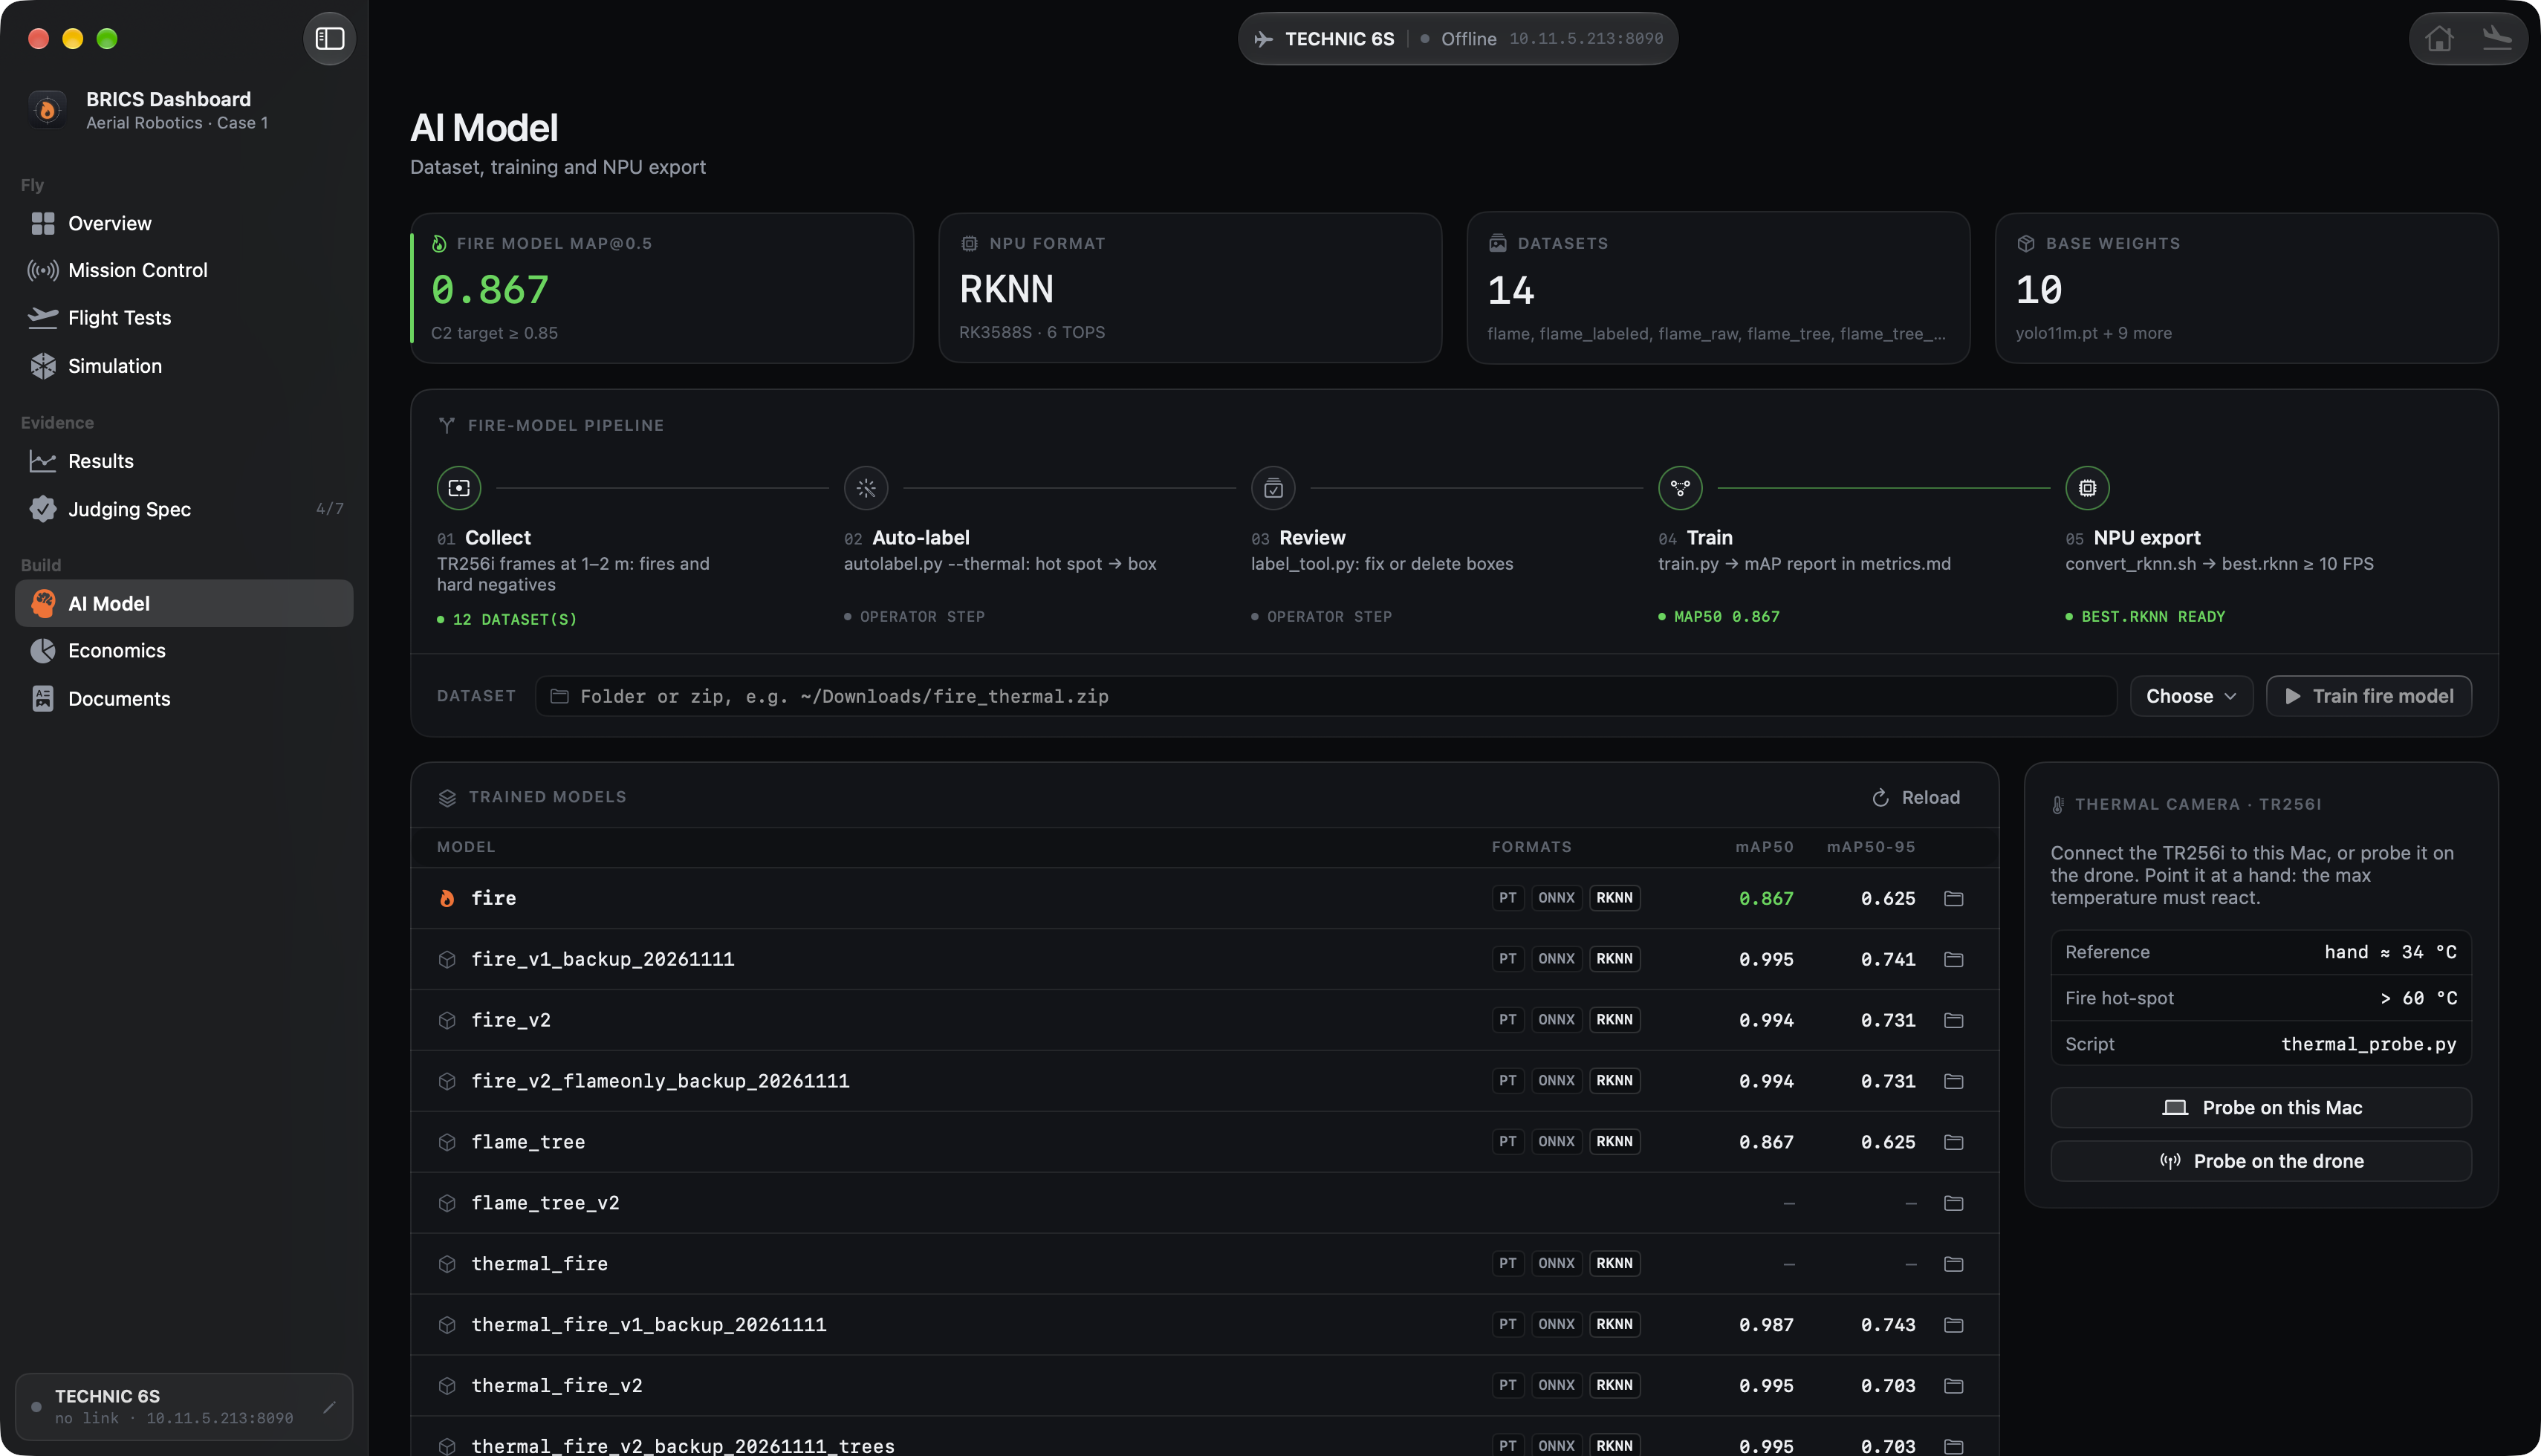 TECHNIC 6S
Offline 10.11.5.213:8090
BRICS Dashboard
Aerial Robotics · Case 1
Fly
Overview
Mission Control
Flight Tests
Simulation
Evidence
Results
Judging Spec 4/7
Build
AI Model
Economics
Documents
TECHNIC 6S
no link · 10.11.5.213:8090
AI Model
Dataset, training and NPU export
FIRE MODEL MAP@0.5
0.867
C2 target ≥ 0.85
NPU FORMAT
RKNN
RK3588S · 6 TOPS
DATASETS
14
flame, flame_labeled, flame_raw, flame_tree, flame_tree_...
BASE WEIGHTS
10
yolo11m.pt + 9 more
FIRE-MODEL PIPELINE
01 Collect
TR256i frames at 1–2 m: fires and
hard negatives
12 DATASET(S)
02 Auto-label
autolabel.py --thermal: hot spot → box
OPERATOR STEP
03 Review
label_tool.py: fix or delete boxes
OPERATOR STEP
04 Train
train.py → mAP report in metrics.md
MAP50 0.867
05 NPU export
convert_rknn.sh → best.rknn ≥ 10 FPS
BEST.RKNN READY
DATASET Folder or zip, e.g. ~/Downloads/fire_thermal.zip Choose Train fire model
TRAINED MODELS Reload
MODEL FORMATS mAP50 mAP50-95
fire PT ONNX RKNN 0.867 0.625
fire_v1_backup_20261111 PT ONNX RKNN 0.995 0.741
fire_v2 PT ONNX RKNN 0.994 0.731
fire_v2_flameonly_backup_20261111 PT ONNX RKNN 0.994 0.731
flame_tree PT ONNX RKNN 0.867 0.625
flame_tree_v2 — —
thermal_fire PT ONNX RKNN — —
thermal_fire_v1_backup_20261111 PT ONNX RKNN 0.987 0.743
thermal_fire_v2 PT ONNX RKNN 0.995 0.703
thermal_fire_v2_backup_20261111_trees PT ONNX RKNN 0.995 0.703
THERMAL CAMERA · TR256I
Connect the TR256i to this Mac, or probe it on
the drone. Point it at a hand: the max
temperature must react.
Reference hand ≈ 34 °C
Fire hot-spot > 60 °C
Script thermal_probe.py
Probe on this Mac
Probe on the drone